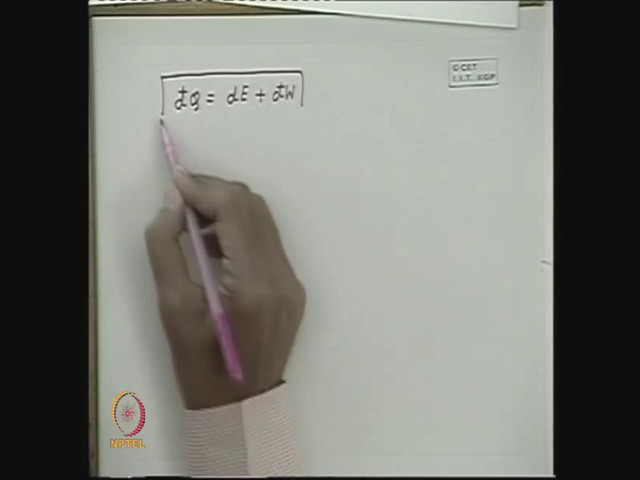 đQ = dE + đW
© CET
I.I.T. KGP
NPTEL